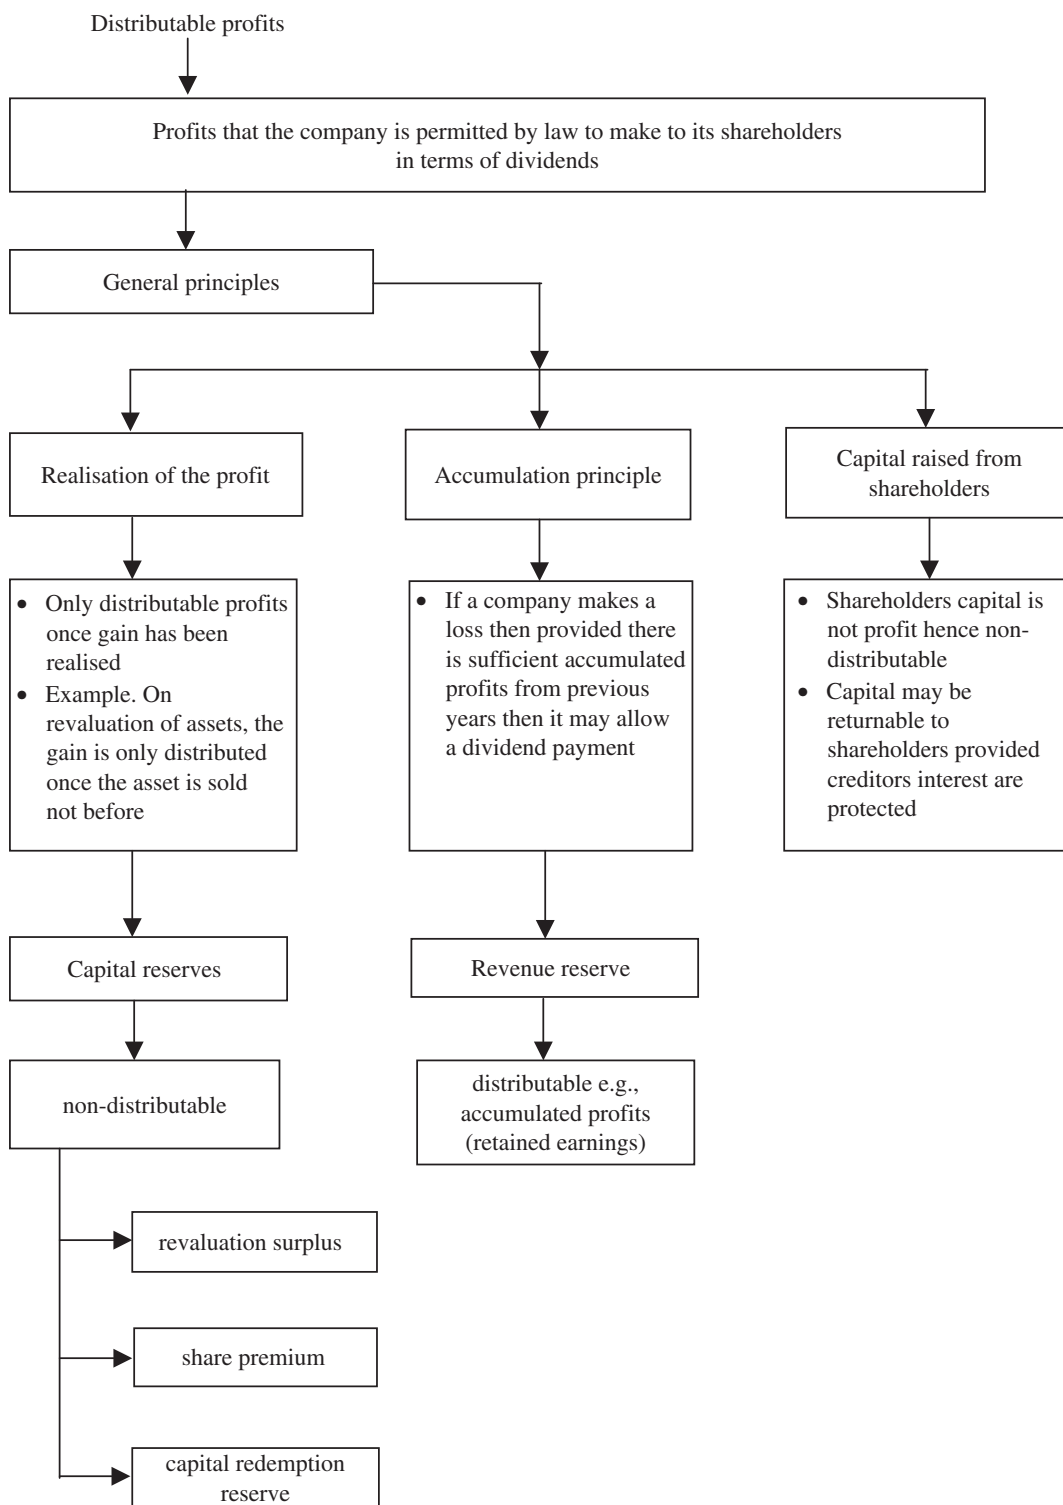 Distributable profits
Profits that the company is permitted by law to make to its shareholders
in terms of dividends
General principles
Realisation of the profit
Accumulation principle
Capital raised from
shareholders
• Only distributable profits
once gain has been
realised
• Example. On
revaluation of assets, the
gain is only distributed
once the asset is sold
not before
• If a company makes a
loss then provided there
is sufficient accumulated
profits from previous
years then it may allow
a dividend payment
• Shareholders capital is
not profit hence non-
distributable
• Capital may be
returnable to
shareholders provided
creditors interest are
protected
Capital reserves
Revenue reserve
non-distributable
distributable e.g.,
accumulated profits
(retained earnings)
revaluation surplus
share premium
capital redemption
reserve